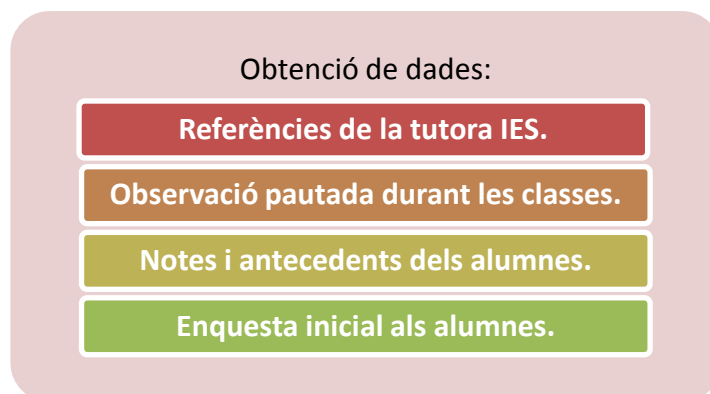 Obtenció de dades:
Referències de la tutora IES.
Observació pautada durant les classes.
Notes i antecedents dels alumnes.
Enquesta inicial als alumnes.